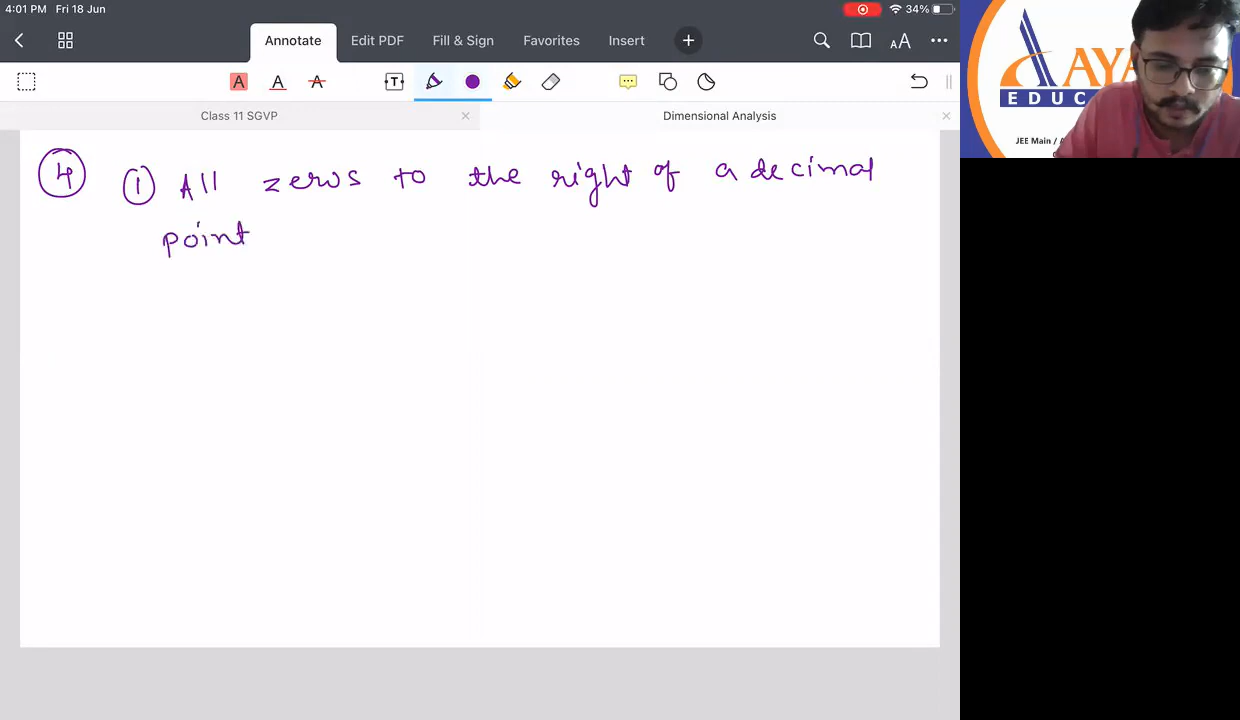 4:01 PM Fri 18 Jun
34%
Annotate
Edit PDF
Fill & Sign
Favorites
Insert
Class 11 SGVP
Dimensional Analysis
4 1 All zeros to the right of a decimal
point
AYA
EDUC
JEE Main / A